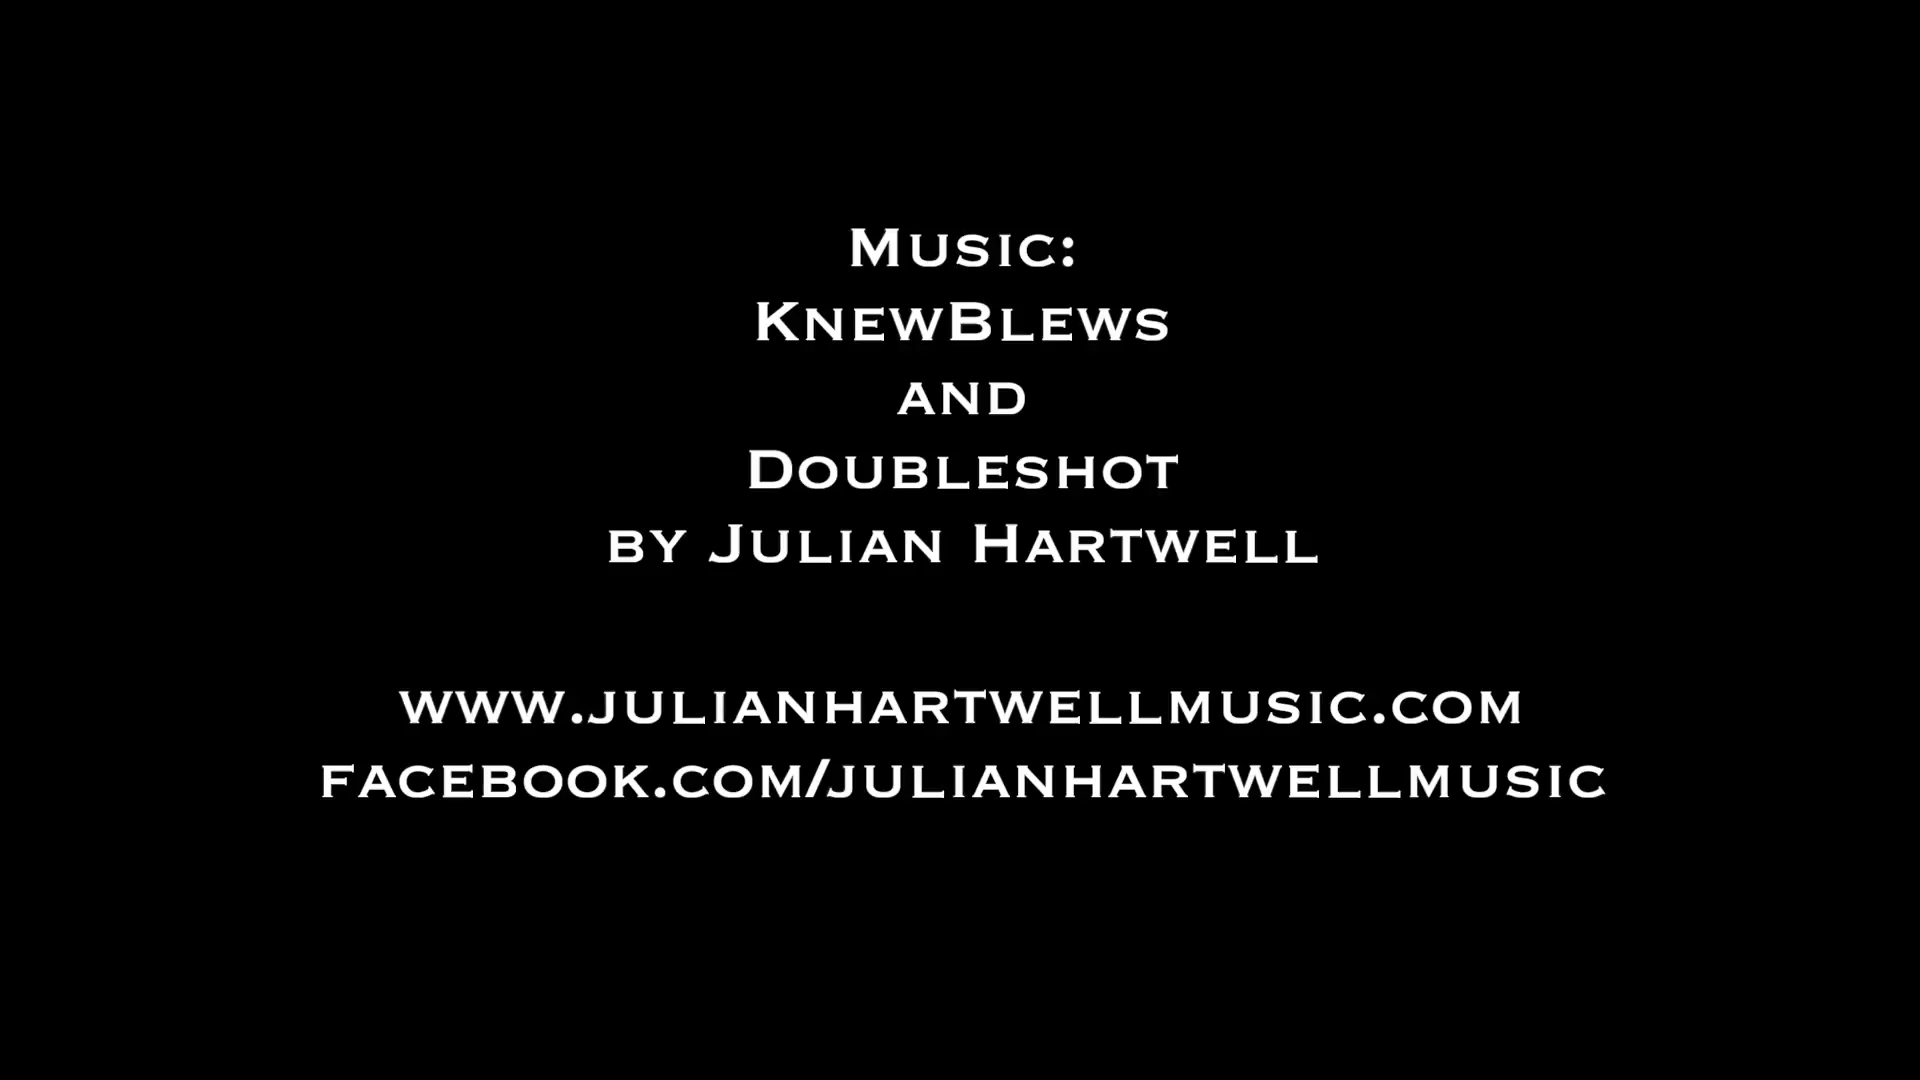 Music:
KnewBlews
and
Doubleshot
by Julian Hartwell
www.julianhartwellmusic.com
facebook.com/julianhartwellmusic